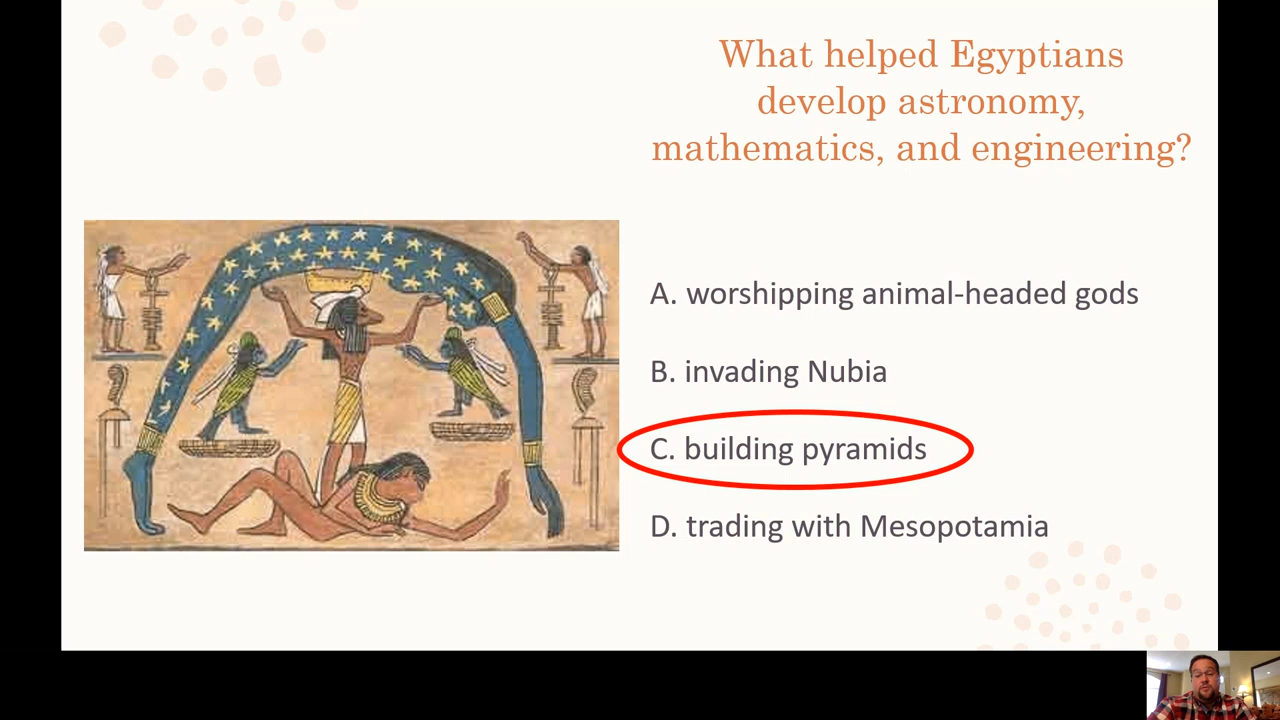 What helped Egyptians
develop astronomy,
mathematics, and engineering?
A. worshipping animal-headed gods
B. invading Nubia
C. building pyramids
D. trading with Mesopotamia